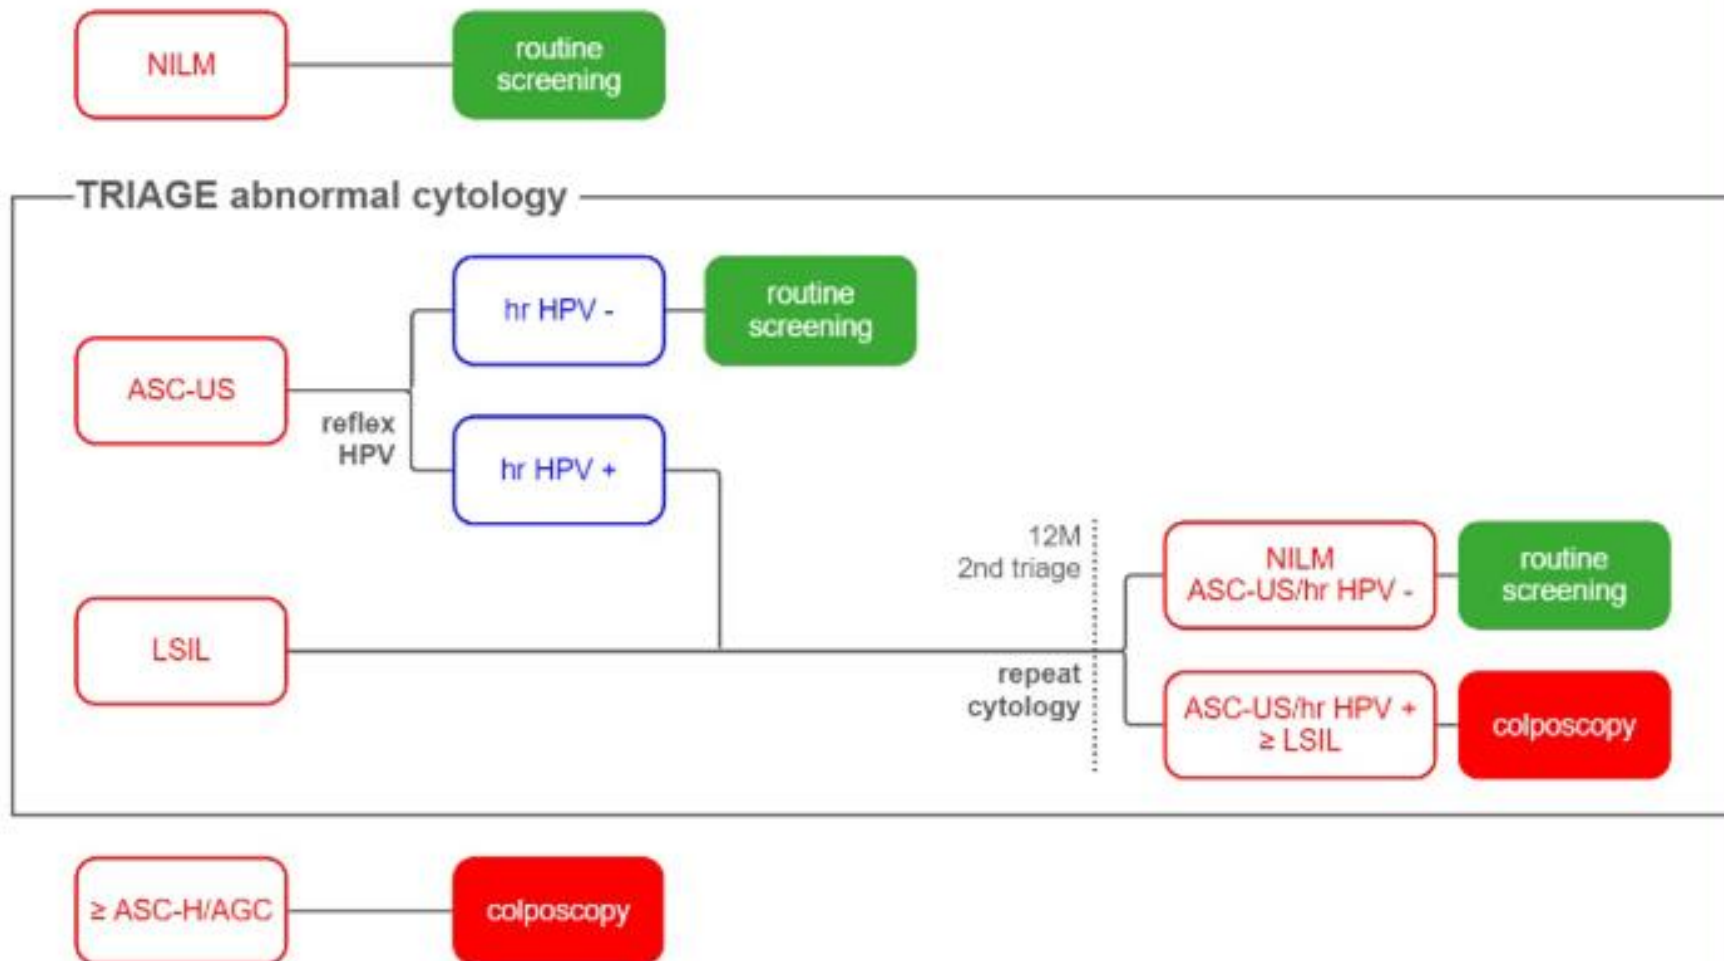 NILM
routine
screening
TRIAGE abnormal cytology
hr HPV -
routine
screening
ASC-US
reflex
HPV
hr HPV +
12M
2nd triage
NILM
ASC-US/hr HPV -
routine
screening
LSIL
repeat
cytology
ASC-US/hr HPV +
≥ LSIL
colposcopy
≥ ASC-H/AGC
colposcopy